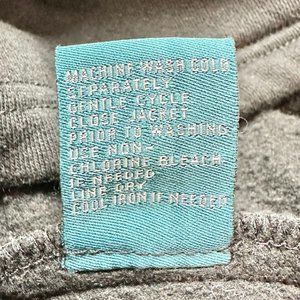 MACHINE WASH COLD
SEPARATELY
GENTLE CYCLE
CLOSE JACKET
PRIOR TO WASHING
USE NON-
CHLORINE BLEACH
IF NEEDED
LINE DRY
COOL IRON IF NEEDED